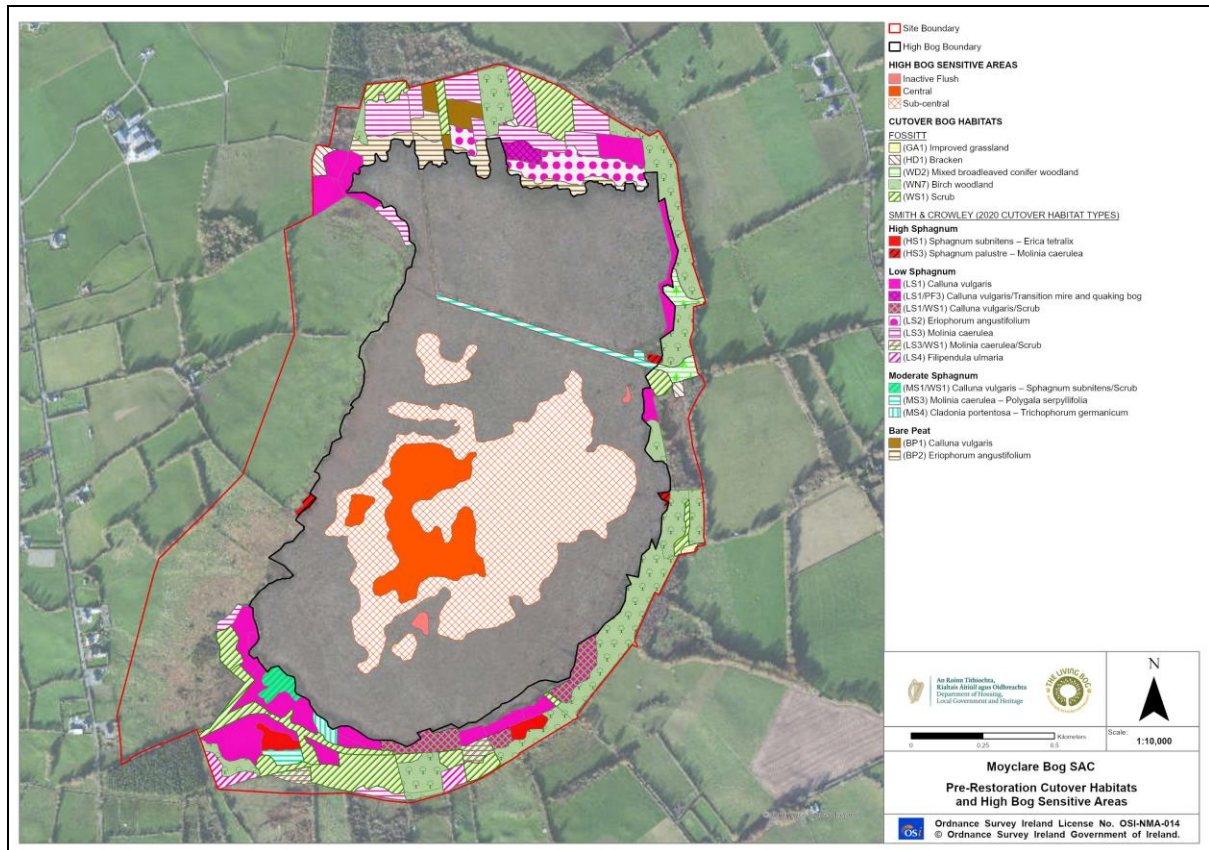 Site Boundary
High Bog Boundary
HIGH BOG SENSITIVE AREAS
Inactive Flush
Central
Sub-central
CUTOVER BOG HABITATS
FOSSITT
(GA1) Improved grassland
(HD1) Bracken
(WD2) Mixed broadleaved conifer woodland
(WN7) Birch woodland
(WS1) Scrub
SMITH & CROWLEY (2020 CUTOVER HABITAT TYPES)
High Sphagnum
(HS1) Sphagnum subnitens – Erica tetralix
(HS3) Sphagnum palustre – Molinia caerulea
Low Sphagnum
(LS1) Calluna vulgaris
(LS1/PF3) Calluna vulgaris/Transition mire and quaking bog
(LS1/WS1) Calluna vulgaris/Scrub
(LS2) Eriophorum angustifolium
(LS3) Molinia caerulea
(LS3/WS1) Molinia caerulea/Scrub
(LS4) Filipendula ulmaria
Moderate Sphagnum
(MS1/WS1) Calluna vulgaris – Sphagnum subnitens/Scrub
(MS3) Molinia caerulea – Polygala serpyllifolia
(MS4) Cladonia portentosa – Trichophorum germanicum
Bare Peat
(BP1) Calluna vulgaris
(BP2) Eriophorum angustifolium
An Roinn Tithíochta,
Rialtais Áitiúil agus Oidhreachta
Department of Housing,
Local Government and Heritage
THE LIVING BOG
N
Kilometers
0 0.25 0.5
Scale:
1:10,000
Moyclare Bog SAC
Pre-Restoration Cutover Habitats
and High Bog Sensitive Areas
OSi
Ordnance Survey Ireland License No. OSI-NMA-014
© Ordnance Survey Ireland Government of Ireland.